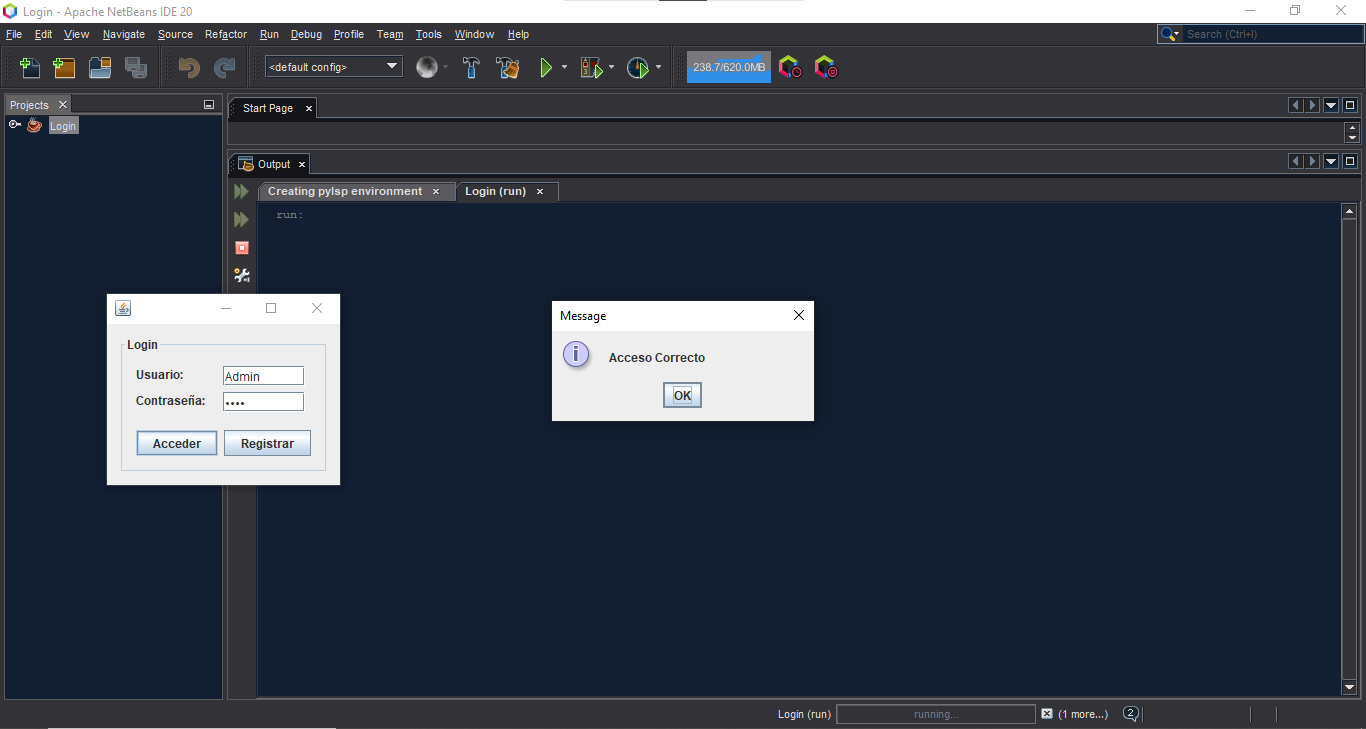 Login - Apache NetBeans IDE 20
File Edit View Navigate Source Refactor Run Debug Profile Team Tools Window Help
Search (Ctrl+I)
<default config>
238.7/620.0MB
Projects
Start Page
Login
Output
Creating pylsp environment
Login (run)
run:
Login
Usuario:
Admin
Contraseña:
••••
Acceder
Registrar
Message
Acceso Correcto
OK
Login (run)
running...
(1 more...)
2